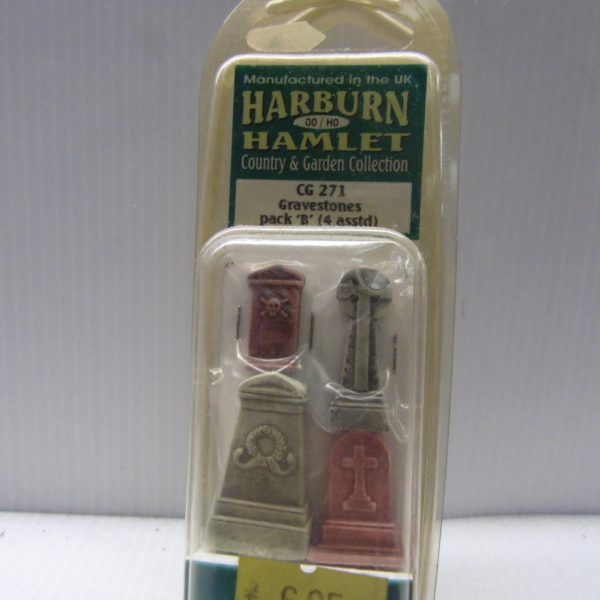 Manufactured in the UK
HARBURN
OO / HO
HAMLET
Country & Garden Collection
CG 271
Gravestones
pack 'B' (4 asstd)